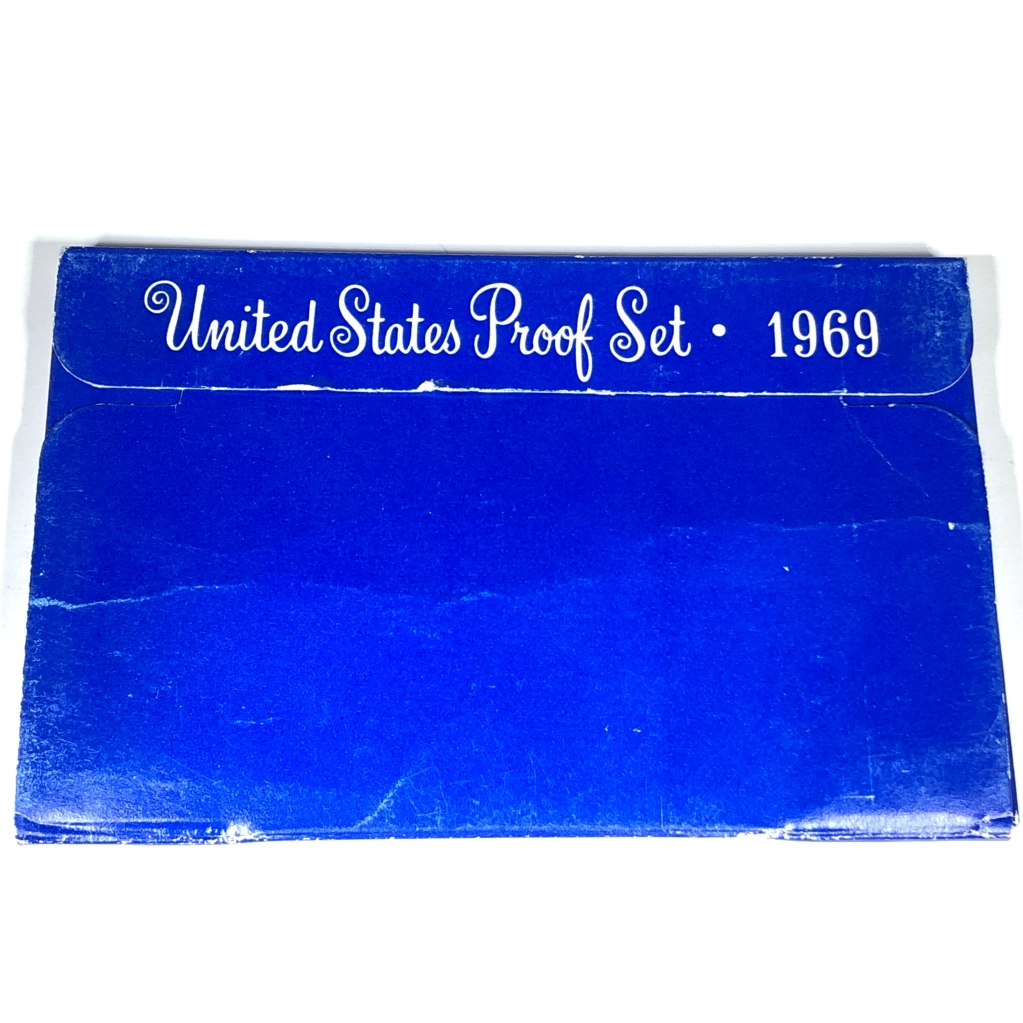 United States Proof Set • 1969